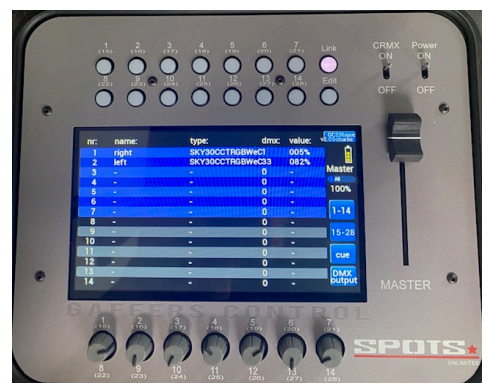 1 2 3 4 5 6 7 Link CRMX Power
(15) (16) (17) (18) (19) (20) (21) ON ON
8 9 10 11 12 13 14 Edit
(22) (23) (24) (25) (26) (27) (28) OFF OFF
nr: name: type: dmx: value:
1 right SKY30CCTRGBWeC1 005%
2 left SKY30CCTRGBWeC33 082%
3 - - 0 -
4 - - 0 -
5 - - 0 -
6 - - 0 -
7 - - 0 -
8 - - 0 -
9 - - 0 -
10 - - 0 -
11 - - 0 -
12 - - 0 -
13 - - 0 -
14 - - 0 -
Master
All
100%
1-14
15-28
cue
DMX
output
MASTER
GAFFERS CONTROL
1 2 3 4 5 6 7
(15) (16) (17) (18) (19) (20) (21)
8 9 10 11 12 13 14
(22) (23) (24) (25) (26) (27) (28)
SPOTS
UNLIMITED